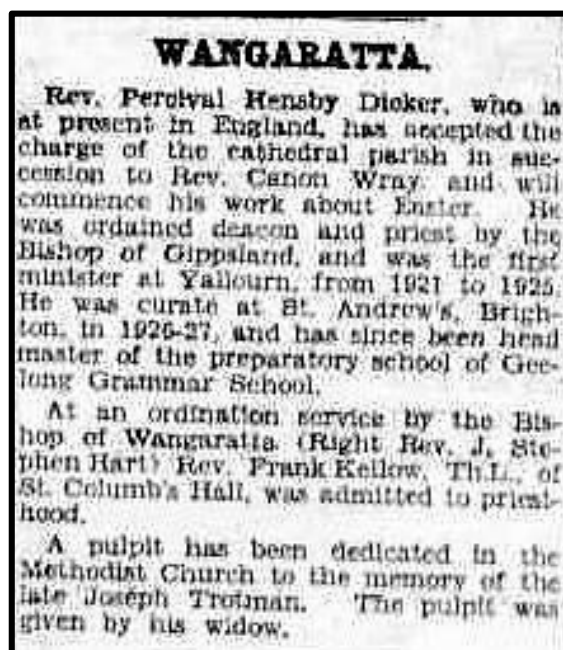 WANGARATTA.
Rev. Percival Hensby Dicker, who is
at present in England, has accepted the
charge of the cathedral parish in suc-
cession to Rev. Canon Wray, and will
commence his work about Easter. He
was ordained deacon and priest by the
Bishop of Gippsland, and was the first
minister at Yallourn, from 1921 to 1925.
He was curate at St. Andrew's, Brigh-
ton, in 1926-27, and has since been head
master of the preparatory school of Gee-
long Grammar School.
At an ordination service by the Bis-
hop of Wangaratta (Right Rev. J. Ste-
phen Hart) Rev. Frank Kellow, Th.L., of
St. Columb's Hall, was admitted to priest-
hood.
A pulpit has been dedicated in the
Methodist Church to the memory of the
late Joseph Trotman. The pulpit was
given by his widow.